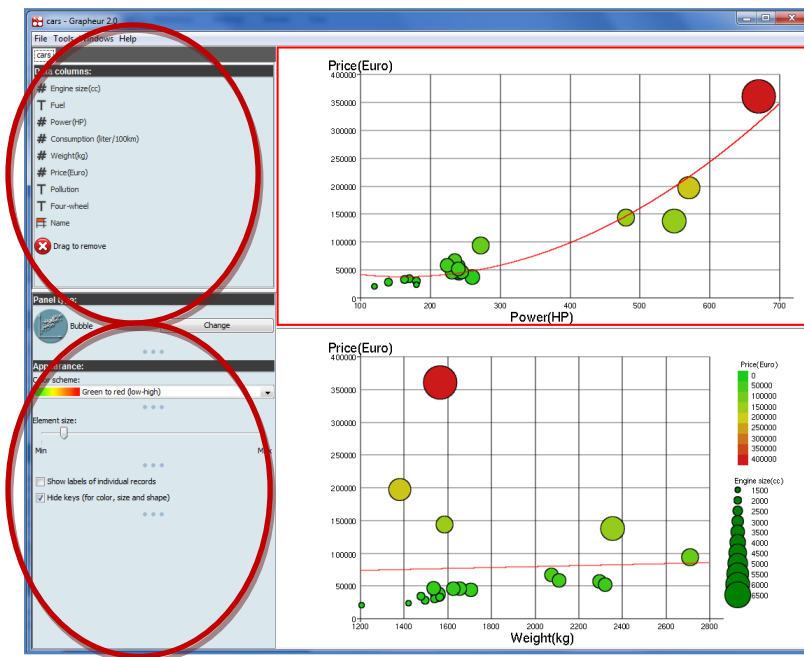 cars - Grapheur 2.0
File Tools Windows Help
cars
Data columns:
# Engine size(cc)
T Fuel
# Power(HP)
# Consumption (liter/100km)
# Weight(kg)
# Price(Euro)
T Pollution
T Four-wheel
Name
Drag to remove
Panel type:
Bubble
Change
Appearance:
Color scheme:
Green to red (low-high)
Element size:
Min Max
Show labels of individual records
Hide keys (for color, size and shape)
Price(Euro)
400000
350000
300000
250000
200000
150000
100000
50000
0
100 200 300 400 500 600 700
Power(HP)
Price(Euro)
400000
350000
300000
250000
200000
150000
100000
50000
0
1200 1400 1600 1800 2000 2200 2400 2600 2800
Weight(kg)
Price(Euro)
0
50000
100000
150000
200000
250000
300000
350000
400000
Engine size(cc)
1500
2000
2500
3000
3500
4000
4500
5000
5500
6000
6500